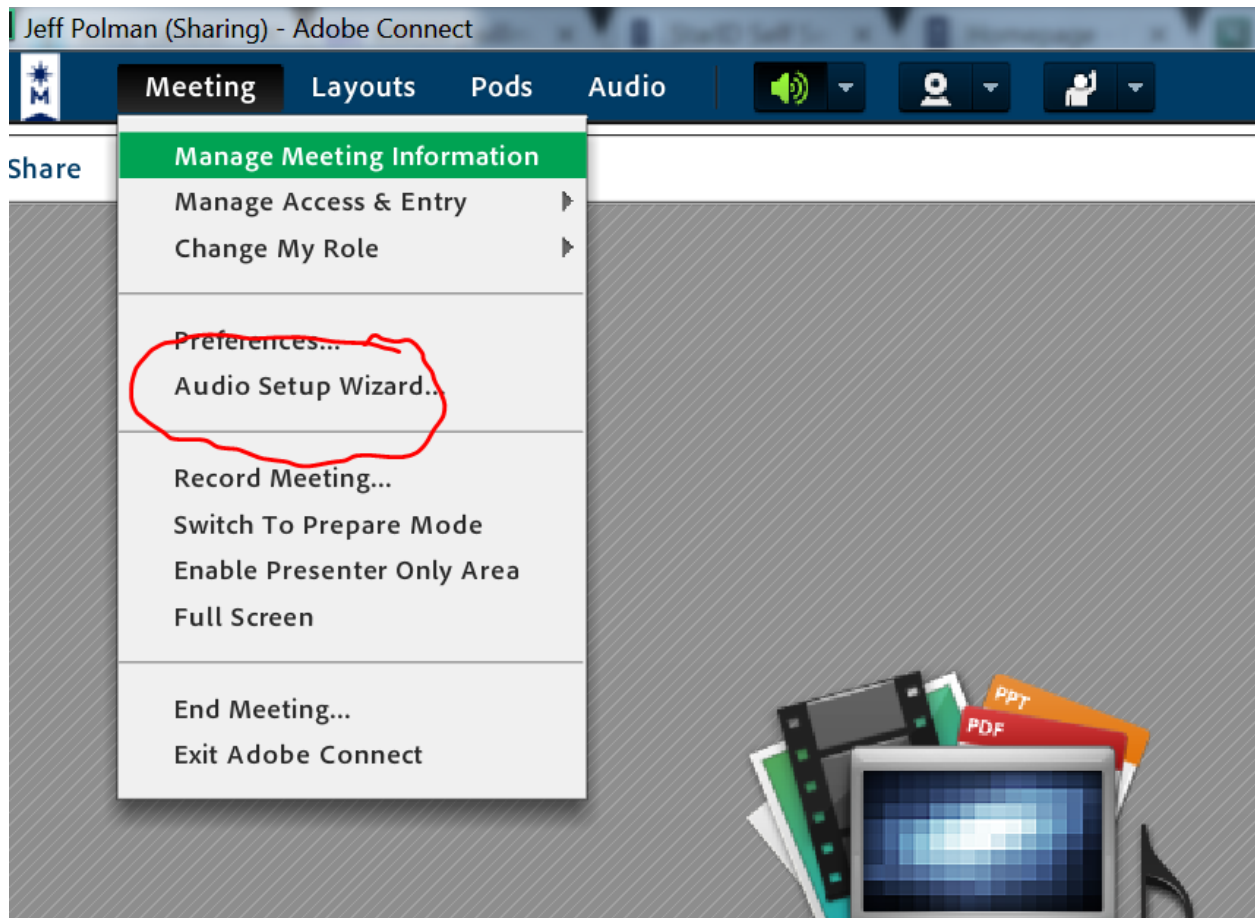 Jeff Polman (Sharing) - Adobe Connect
M
Meeting Layouts Pods Audio
Share
Manage Meeting Information
Manage Access & Entry
Change My Role
Preferences...
Audio Setup Wizard...
Record Meeting...
Switch To Prepare Mode
Enable Presenter Only Area
Full Screen
End Meeting...
Exit Adobe Connect
PPT
PDF